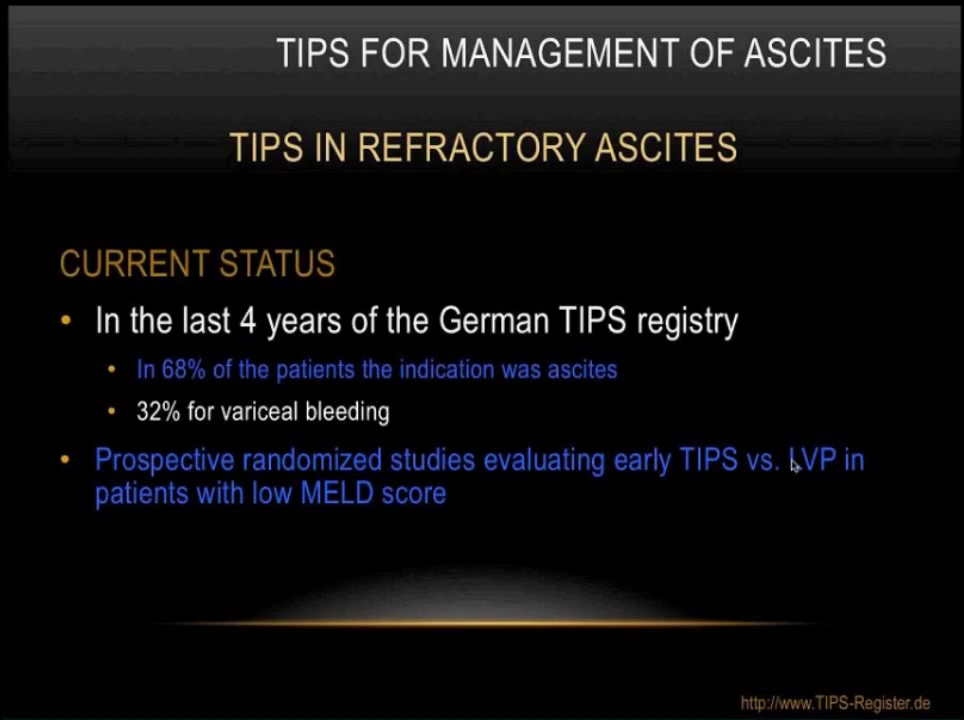 TIPS FOR MANAGEMENT OF ASCITES
TIPS IN REFRACTORY ASCITES
CURRENT STATUS
• In the last 4 years of the German TIPS registry
• In 68% of the patients the indication was ascites
• 32% for variceal bleeding
• Prospective randomized studies evaluating early TIPS vs. LVP in
patients with low MELD score
http://www.TIPS-Register.de